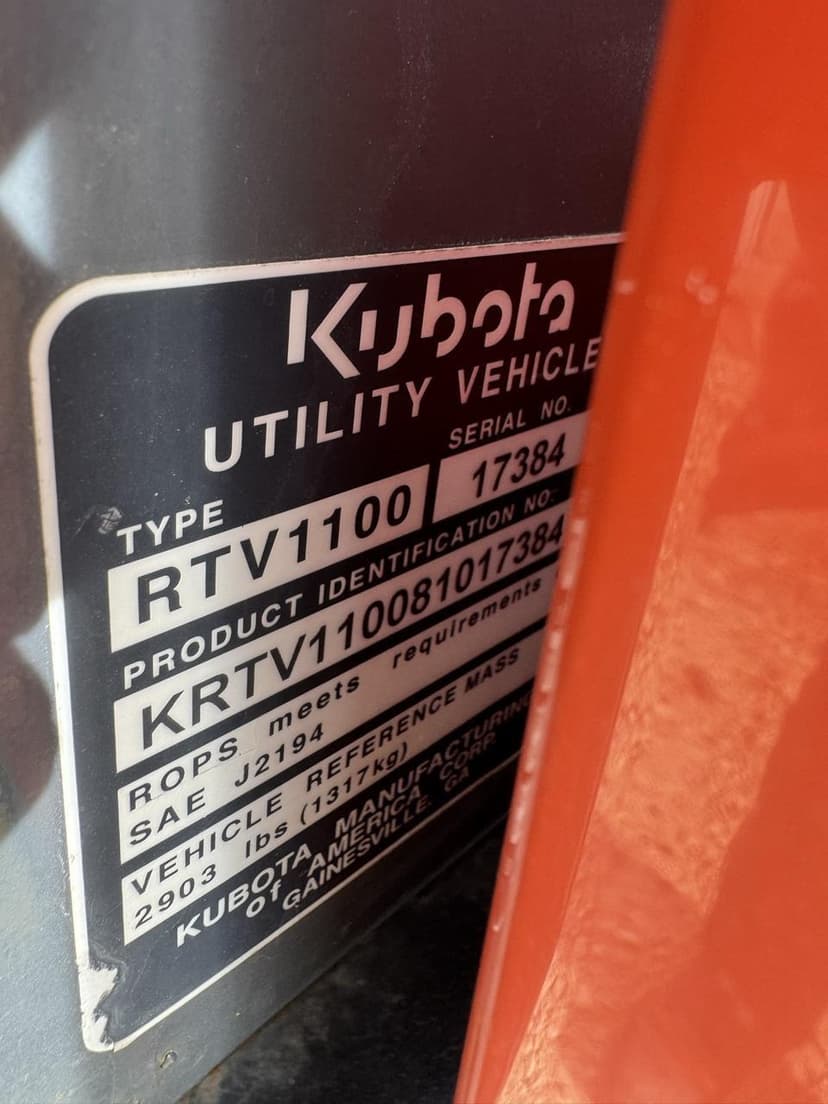 Kubota
UTILITY VEHICLE
TYPE
SERIAL NO.
RTV1100
17384
PRODUCT IDENTIFICATION NO.
KRTV110081017384
ROPS meets requirements
SAE J2194
VEHICLE REFERENCE MASS
2903 lbs (1317kg)
KUBOTA MANUFACTURING
of AMERICA CORP.
GAINESVILLE, GA